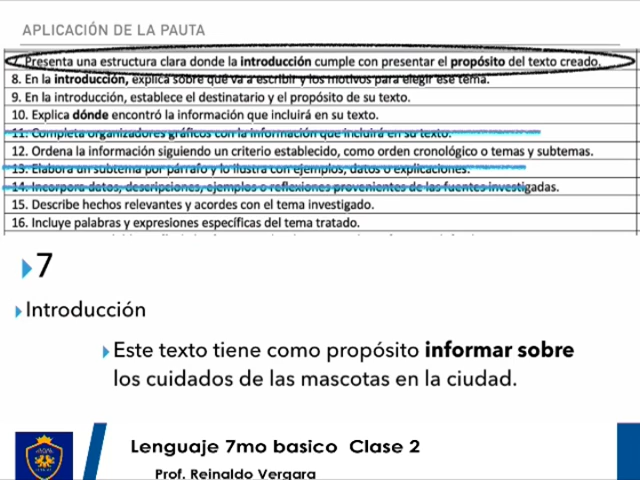 APLICACIÓN DE LA PAUTA
7. Presenta una estructura clara donde la introducción cumple con presentar el propósito del texto creado.
8. En la introducción, explica sobre qué va a escribir y los motivos para elegir ese tema.
9. En la introducción, establece el destinatario y el propósito de su texto.
10. Explica dónde encontró la información que incluirá en su texto.
11. Completa organizadores gráficos con la información que incluirá en su texto.
12. Ordena la información siguiendo un criterio establecido, como orden cronológico o temas y subtemas.
13. Elabora un subtema por párrafo y lo ilustra con ejemplos, datos o explicaciones.
14. Incorpora datos, descripciones, ejemplos o reflexiones provenientes de las fuentes investigadas.
15. Describe hechos relevantes y acordes con el tema investigado.
16. Incluye palabras y expresiones específicas del tema tratado.
7
Introducción
Este texto tiene como propósito informar sobre
los cuidados de las mascotas en la ciudad.
Lenguaje 7mo basico Clase 2
Prof. Reinaldo Vergara